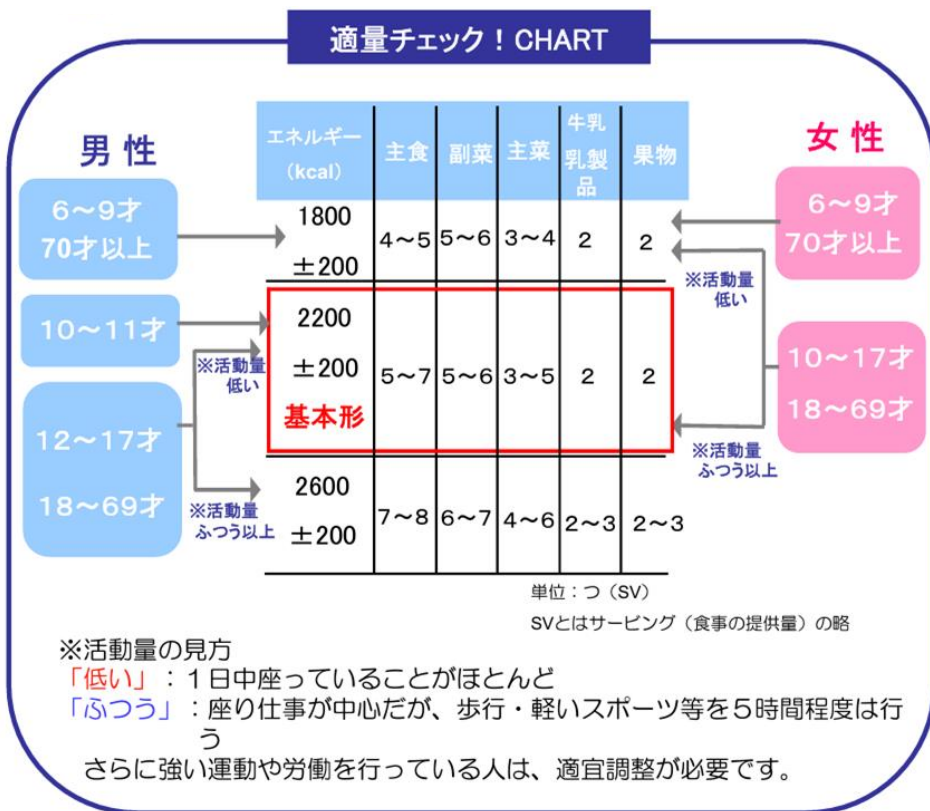 適量チェック！CHART
男 性
女 性
エネルギー
(kcal)
主食
副菜
主菜
牛乳
乳製
品
果物
6～9才
70才以上
1800
±200
4～5
5～6
3～4
2
2
6～9才
70才以上
※活動量
低い
10～11才
2200
±200
基本形
5～7
5～6
3～5
2
2
※活動量
低い
10～17才
18～69才
12～17才
18～69才
※活動量
ふつう以上
※活動量
ふつう以上
2600
±200
7～8
6～7
4～6
2～3
2～3
単位：つ（SV）
SVとはサービング（食事の提供量）の略
※活動量の見方
「低い」：１日中座っていることがほとんど
「ふつう」：座り仕事が中心だが、歩行・軽いスポーツ等を５時間程度は行
う
さらに強い運動や労働を行っている人は、適宜調整が必要です。